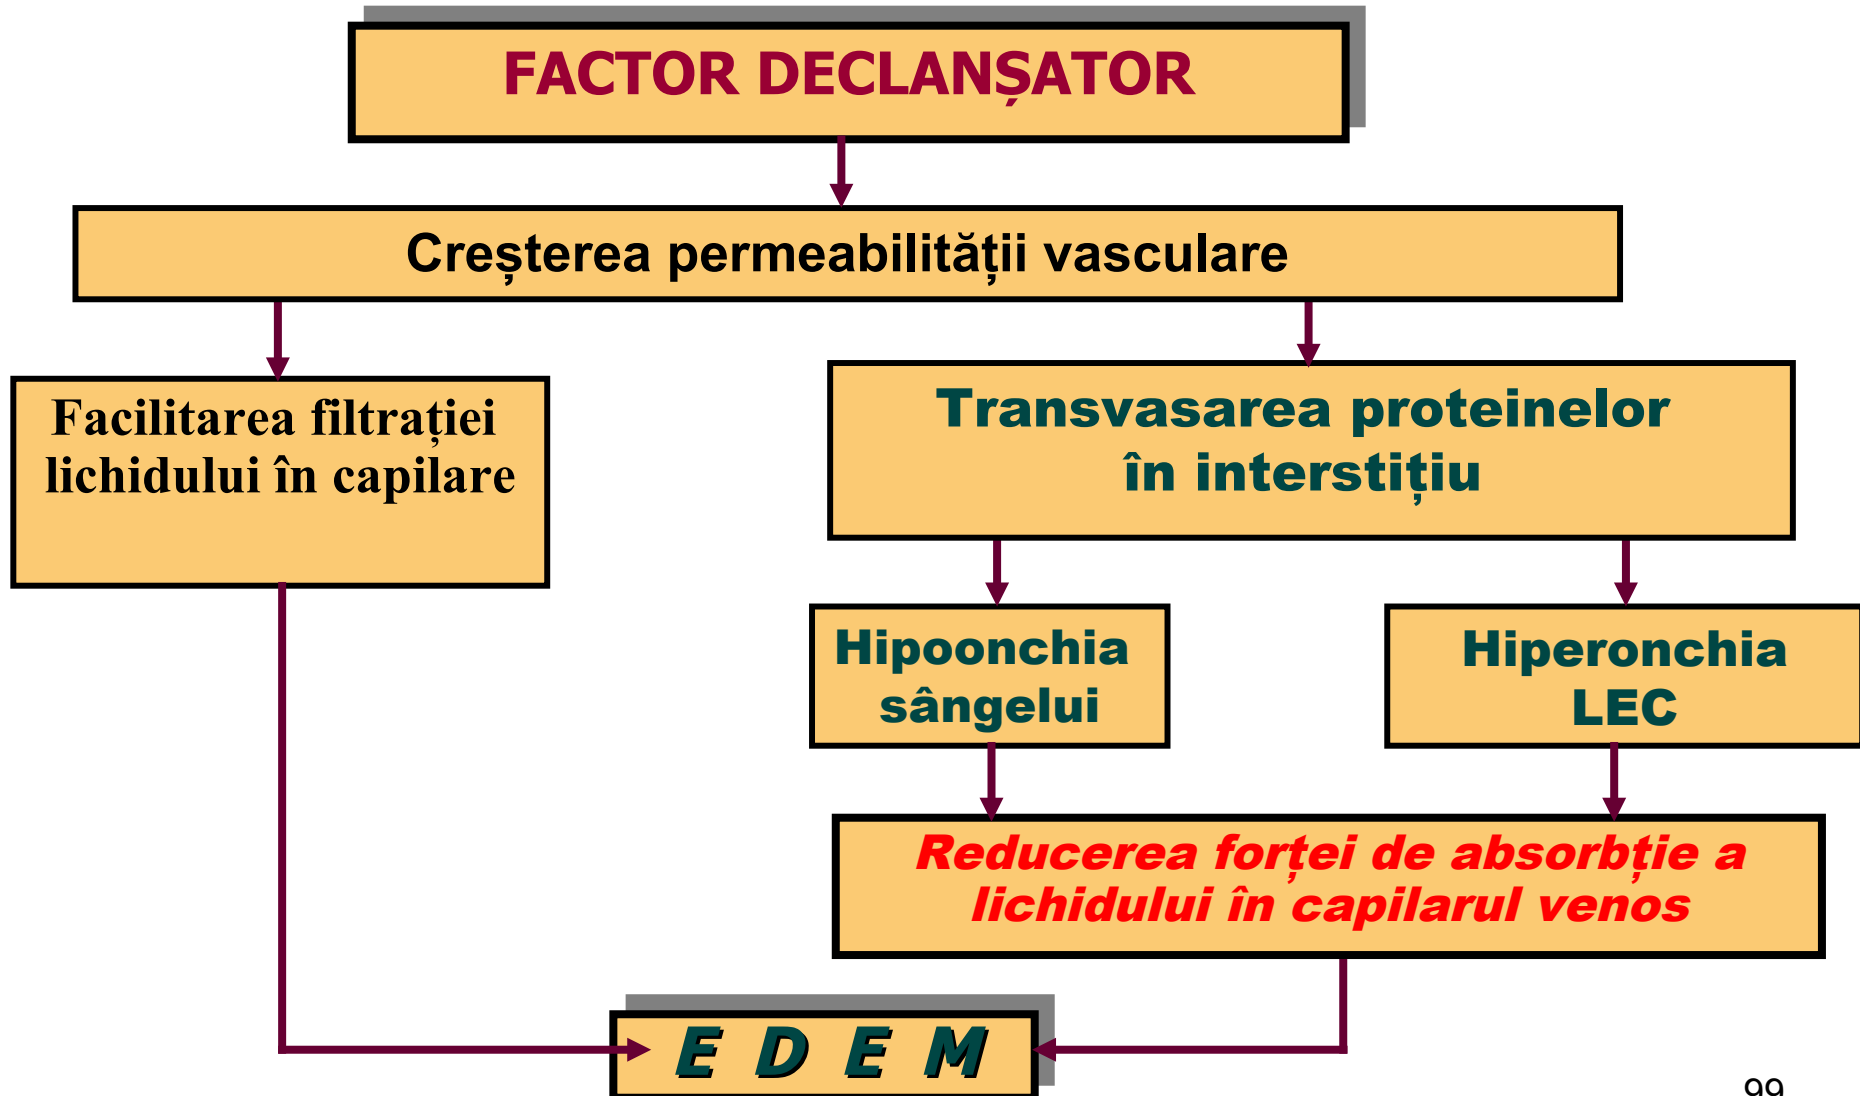 FACTOR DECLANȘATOR
Creșterea permeabilității vasculare
Facilitarea filtrației
lichidului în capilare
Transvasarea proteinelor
în interstițiu
Hipoonchia
sângelui
Hiperonchia
LEC
Reducerea forței de absorbție a
lichidului în capilarul venos
E D E M
99